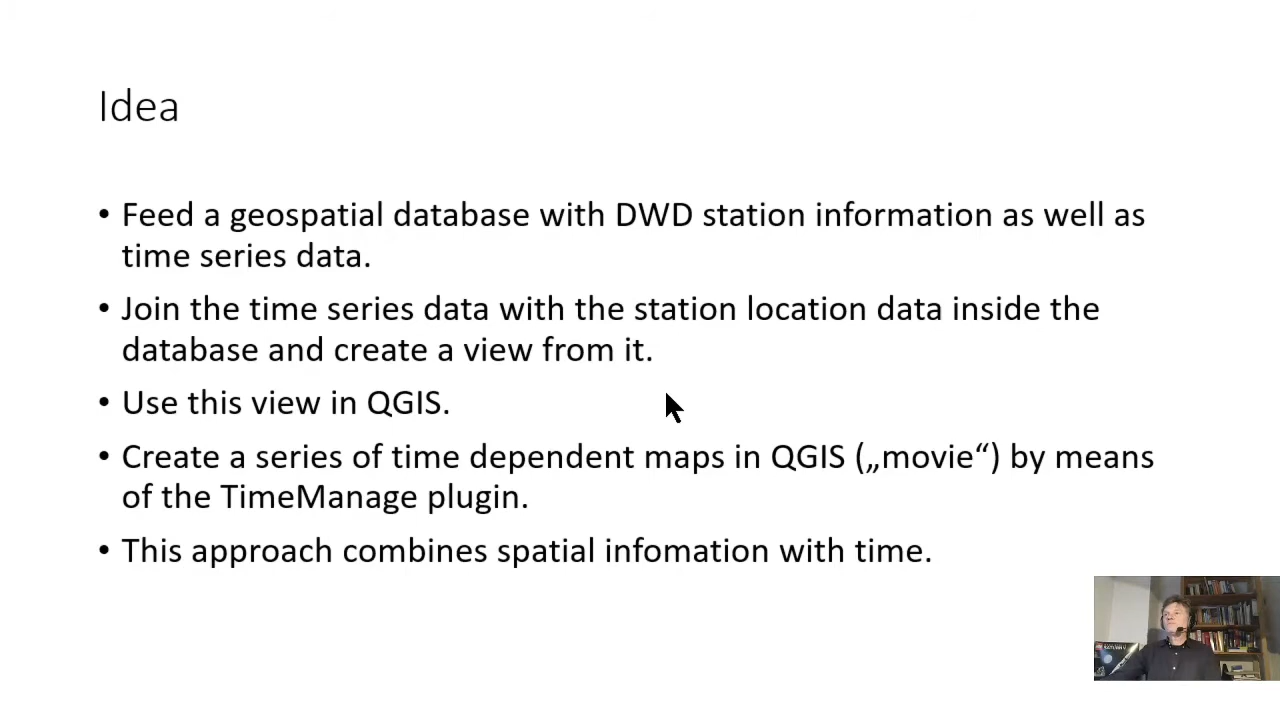 Idea
• Feed a geospatial database with DWD station information as well as
time series data.
• Join the time series data with the station location data inside the
database and create a view from it.
• Use this view in QGIS.
• Create a series of time dependent maps in QGIS („movie“) by means
of the TimeManage plugin.
• This approach combines spatial infomation with time.